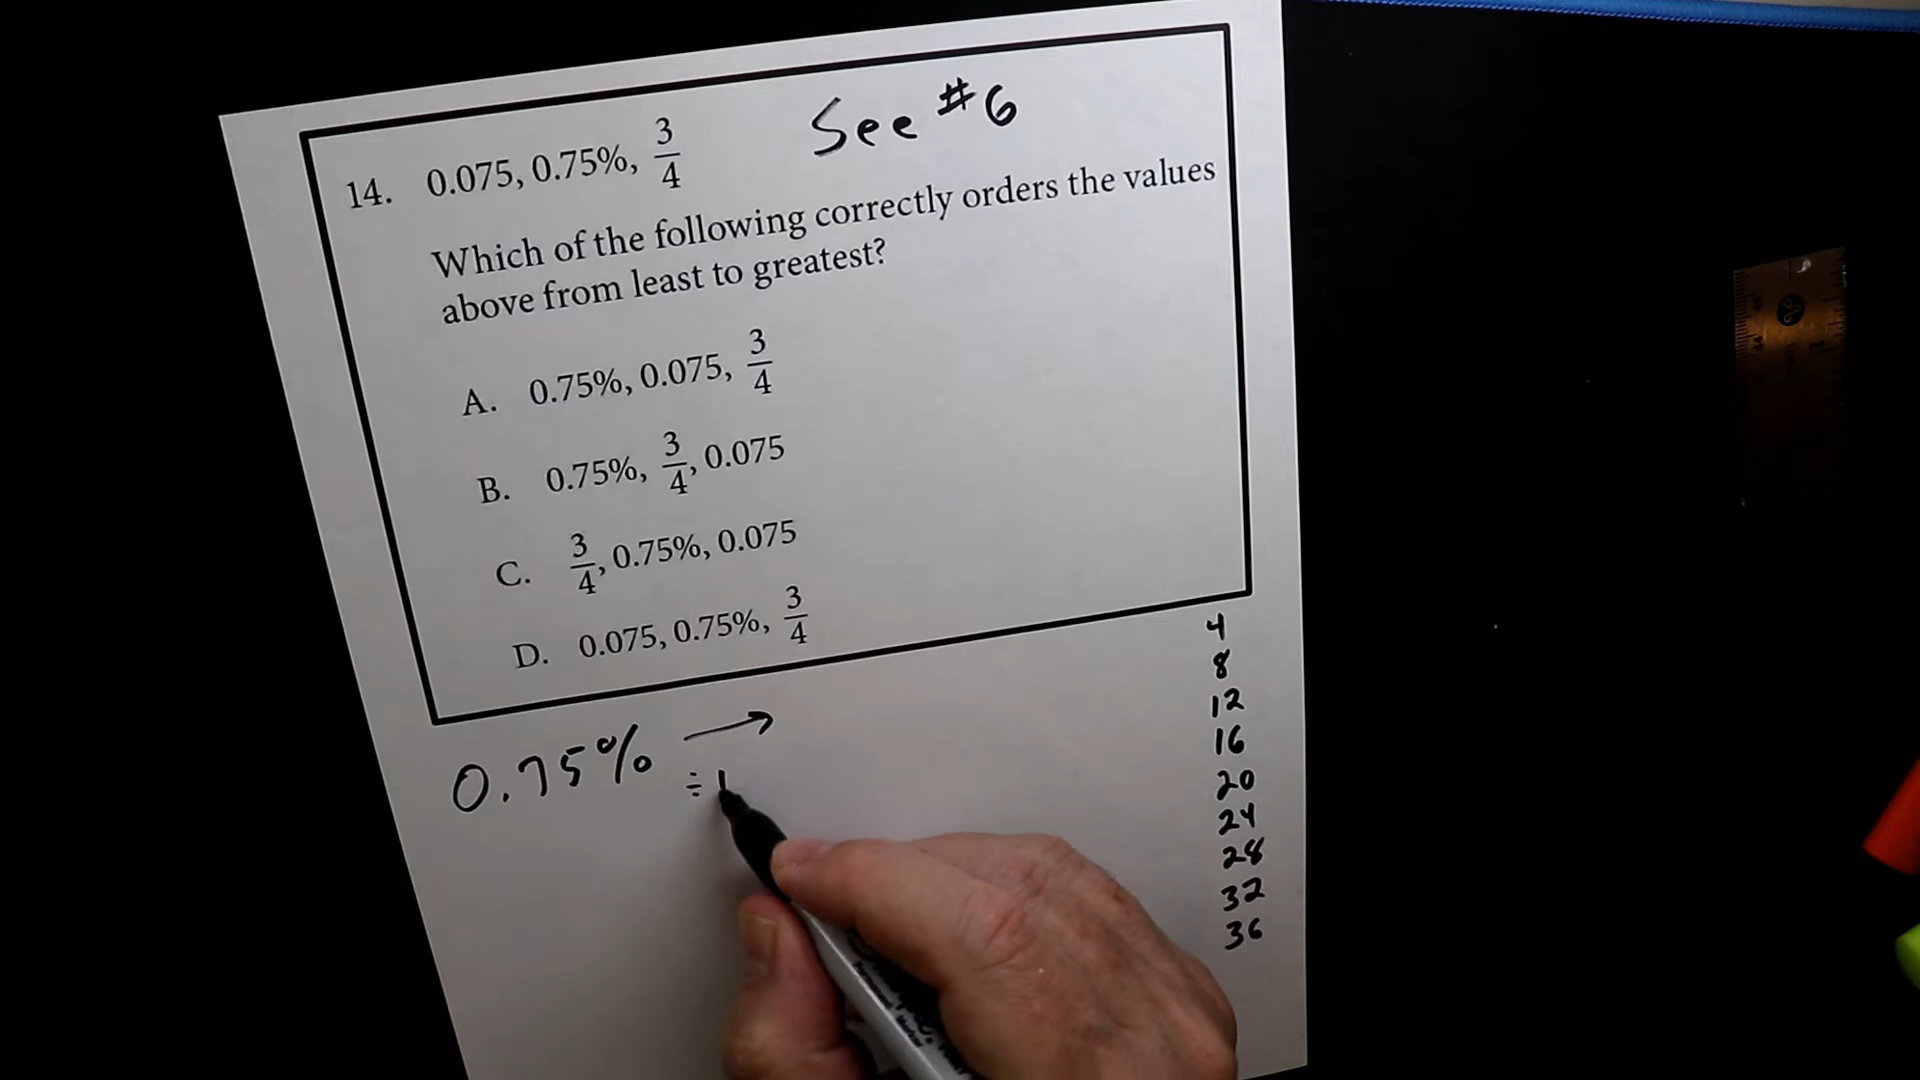 See #6
14. 0.075, 0.75%, 3/4
Which of the following correctly orders the values
above from least to greatest?
A. 0.75%, 0.075, 3/4
B. 0.75%, 3/4, 0.075
C. 3/4, 0.75%, 0.075
D. 0.075, 0.75%, 3/4
0.75% →
÷ 1
4
8
12
16
20
24
28
32
36